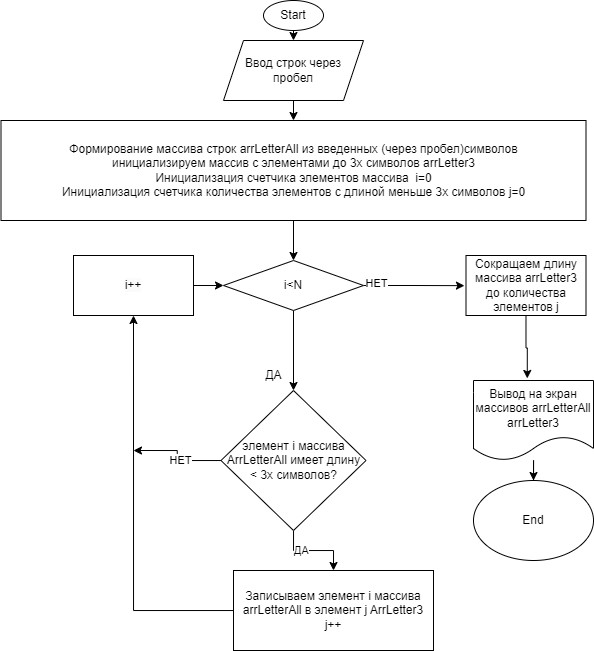 Start
Ввод строк через
пробел
Формирование массива строк arrLetterAll из введенных (через пробел)символов
инициализируем массив с элементами до 3х символов arrLetter3
Инициализация счетчика элементов массива  i=0
Инициализация счетчика количества элементов с длиной меньше 3х символов j=0
i++
i<N
НЕТ
Сокращаем длину
массива arrLetter3
до количества
элементов j
ДА
Вывод на экран
массивов arrLetterAll
arrLetter3
элемент i массива
ArrLetterAll имеет длину
< 3х символов?
НЕТ
End
ДА
Записываем элемент i массива
arrLetterAll в элемент j ArrLetter3
j++